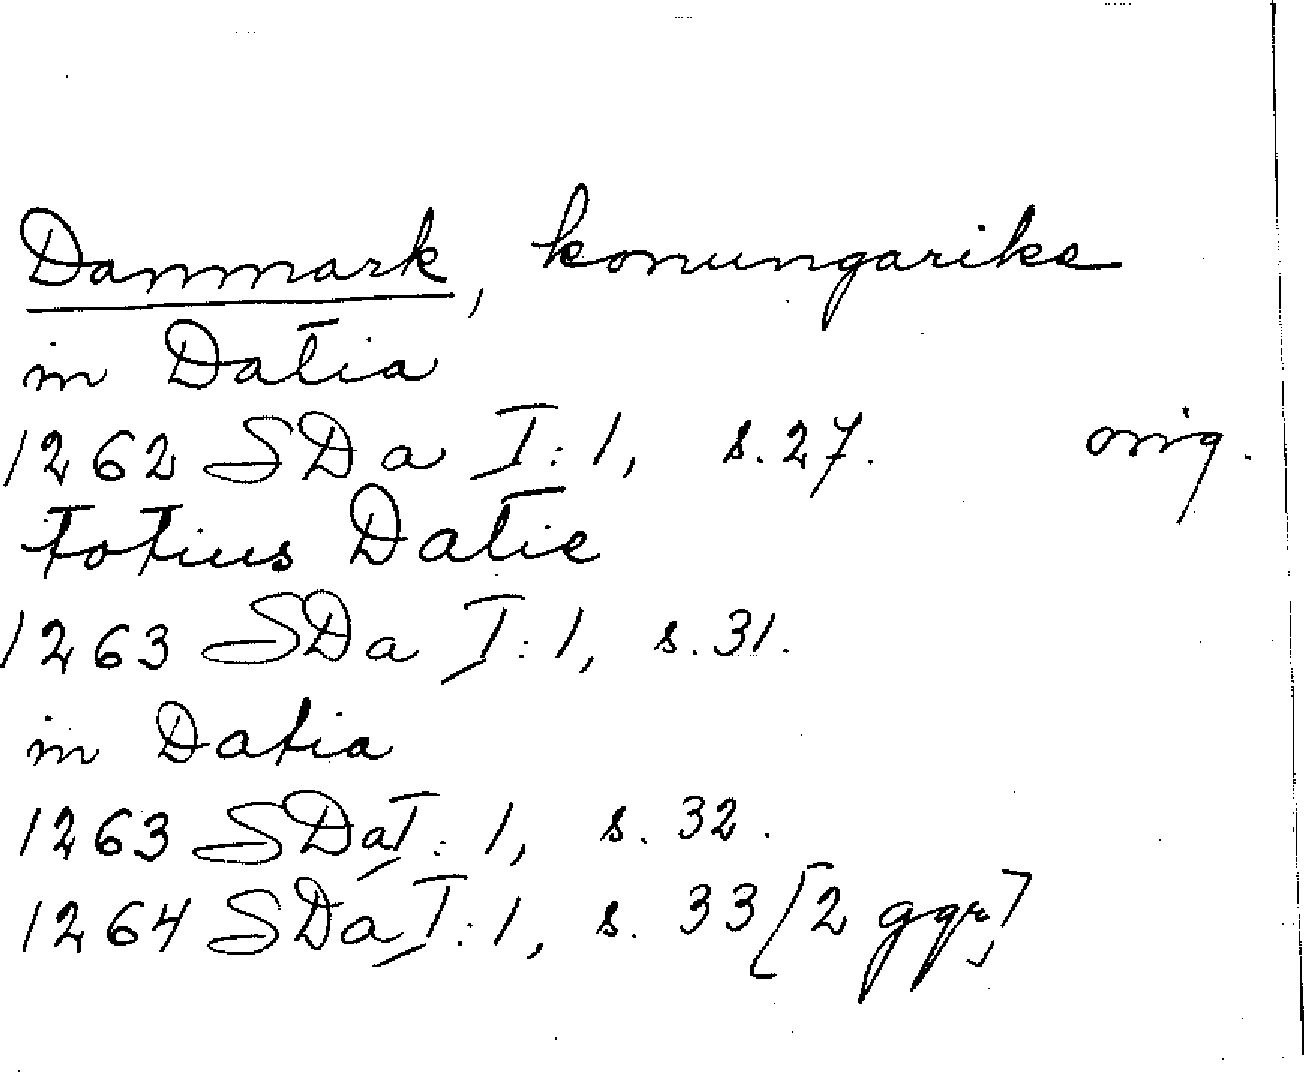 Danmark, konungarike
in Datia
1262 SDa I:1, s. 27. orig.
totius Datie
1263 SDa I:1, s. 31.
in Datia
1263 SDa I:1, s. 32.
1264 SDa I:1, s. 33 [2 ggr]